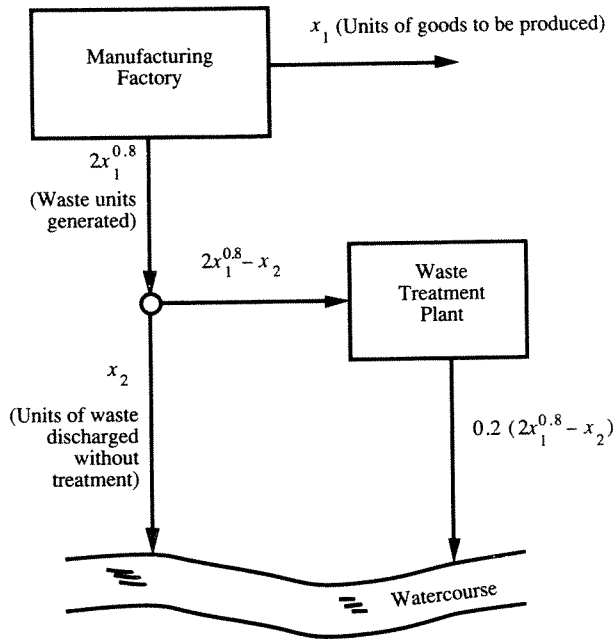 x₁ (Units of goods to be produced)
Manufacturing
Factory
2x₁^0.8
(Waste units
generated)
2x₁^0.8 – x₂
Waste
Treatment
Plant
x₂
(Units of waste
discharged
without
treatment)
0.2 (2x₁^0.8 – x₂)
Watercourse